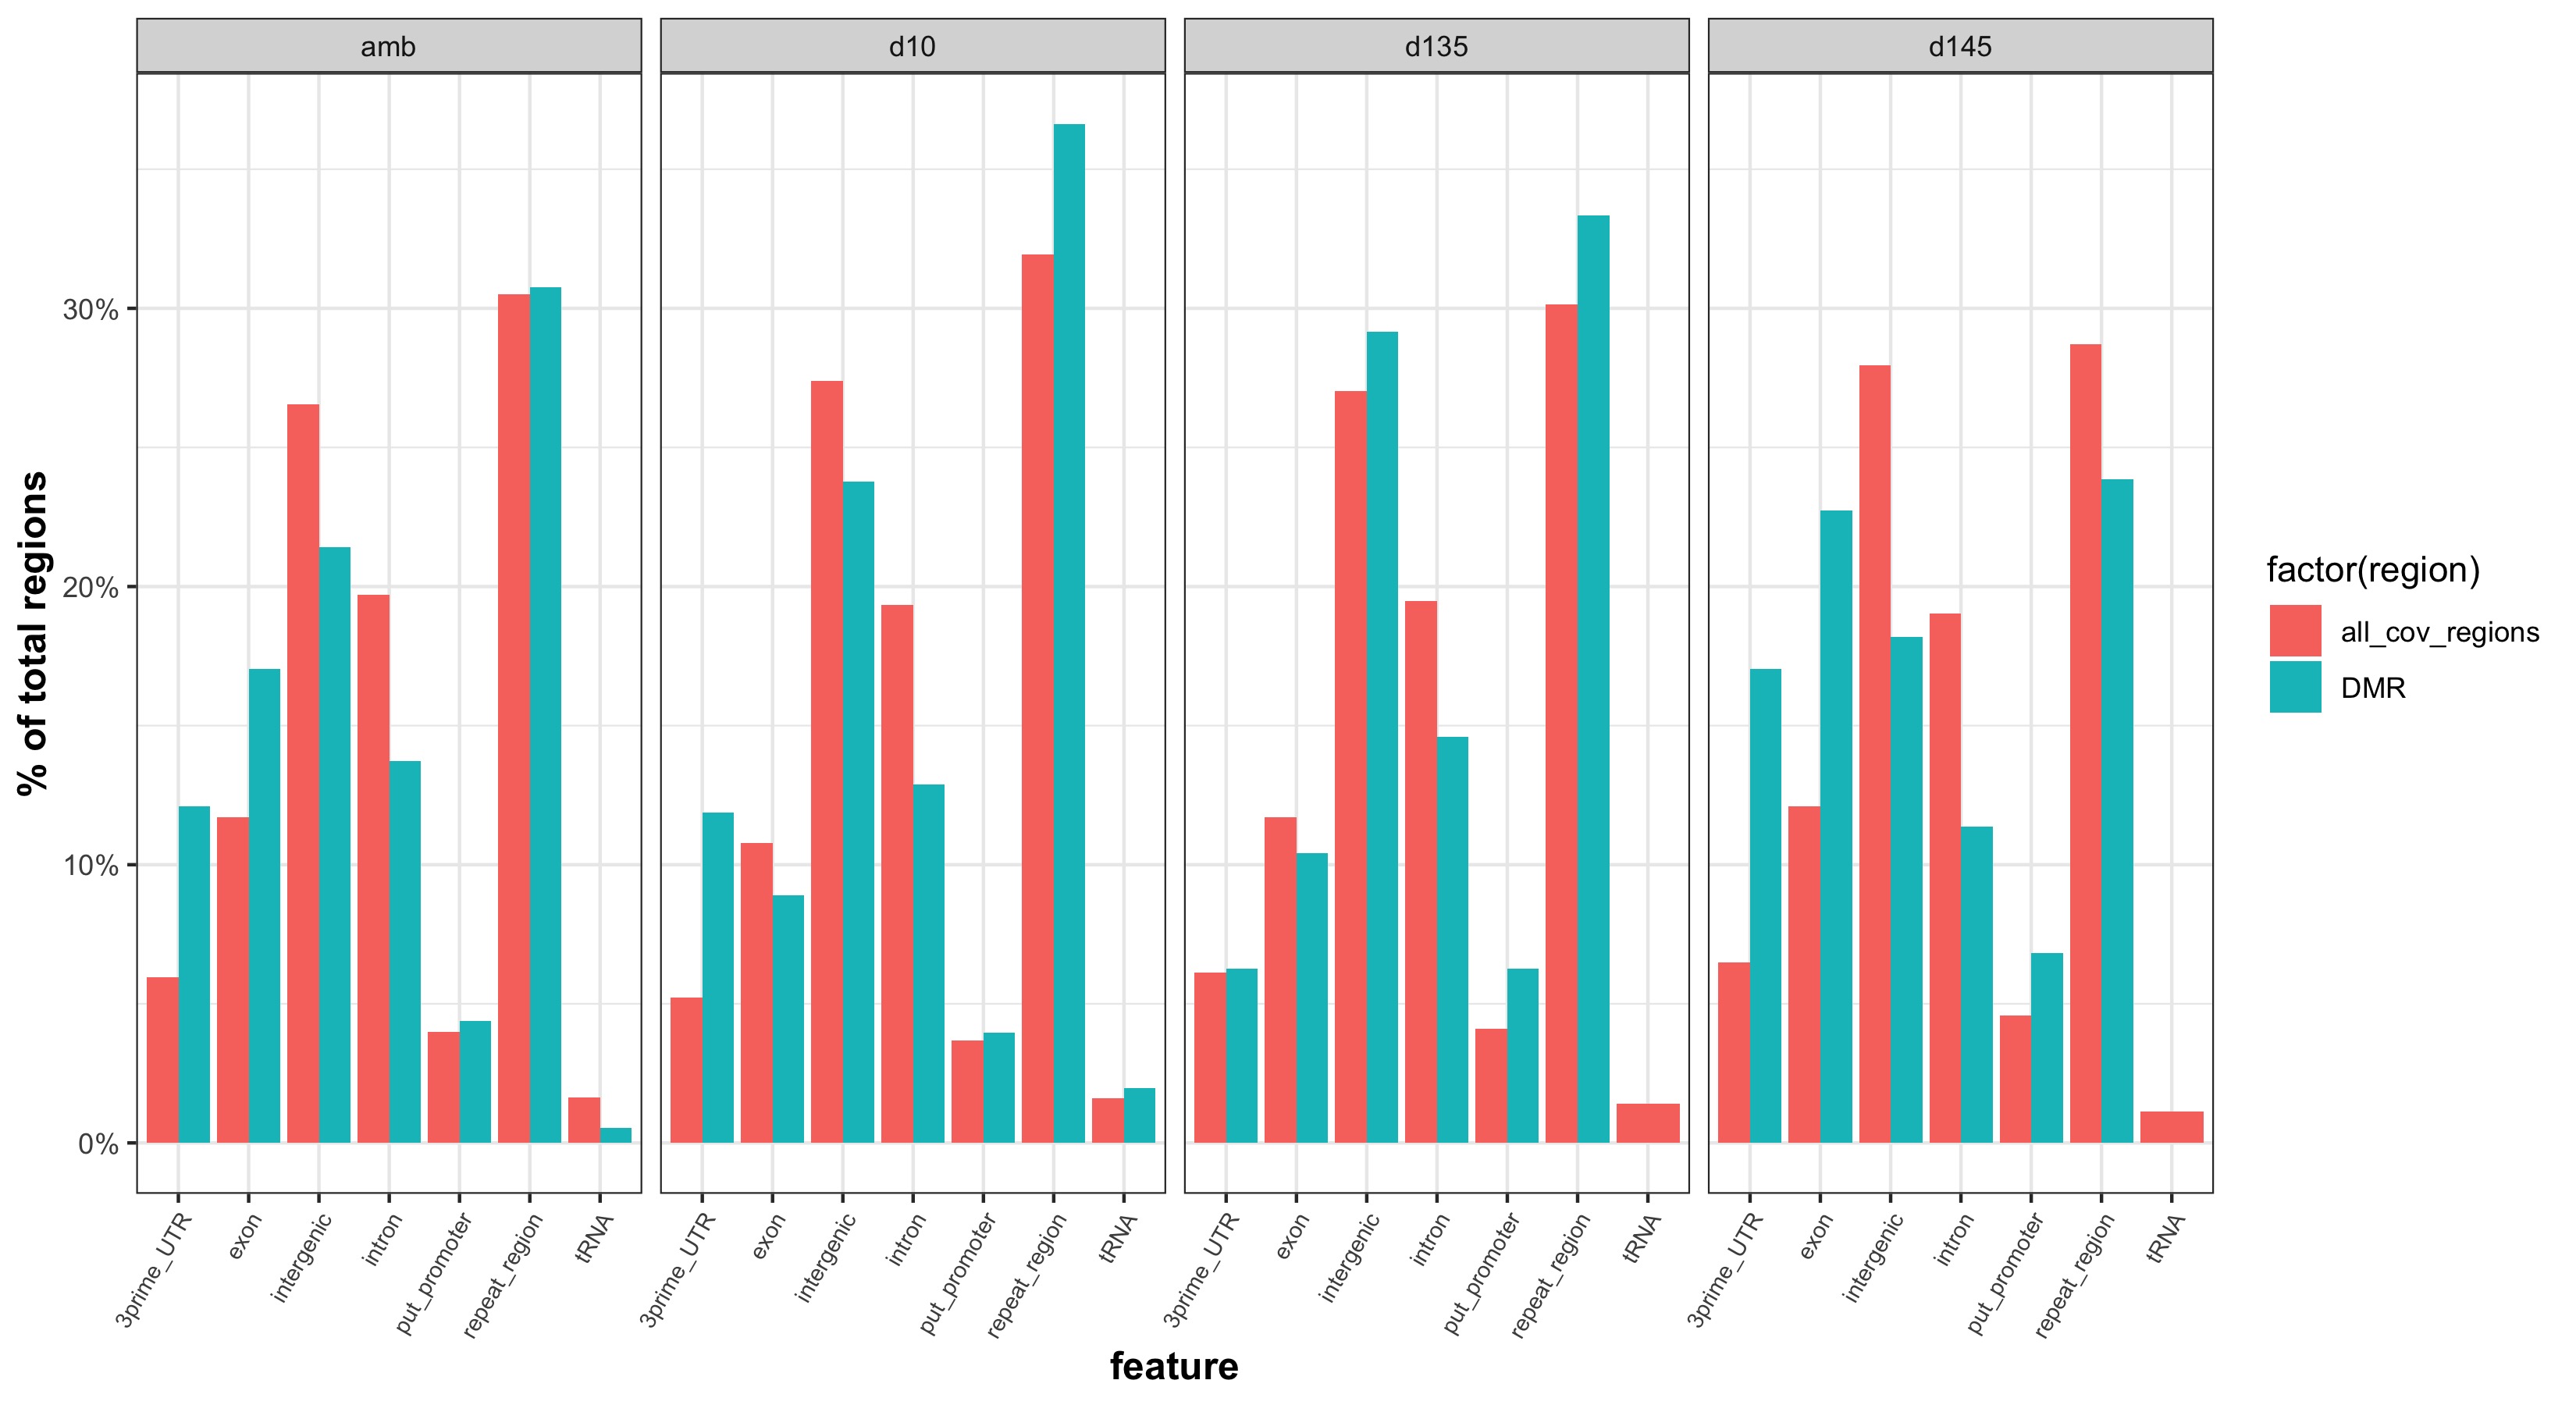 amb d10 d135 d145
% of total regions
30%
20%
10%
0%
3prime_UTR exon intergenic intron put_promoter repeat_region tRNA 3prime_UTR exon intergenic intron put_promoter repeat_region tRNA 3prime_UTR exon intergenic intron put_promoter repeat_region tRNA 3prime_UTR exon intergenic intron put_promoter repeat_region tRNA
feature
factor(region)
all_cov_regions
DMR